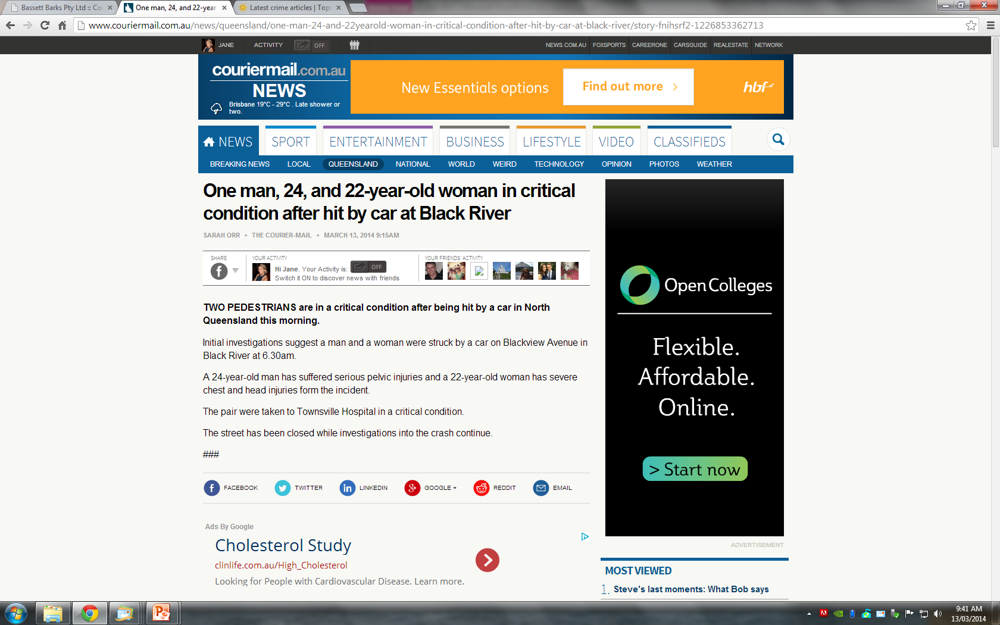 Bassett Barks Pty Ltd :: Co
One man, 24, and 22-year-
Latest crime articles | Topi
www.couriermail.com.au/news/queensland/one-man-24-and-22yearold-woman-in-critical-condition-after-hit-by-car-at-black-river/story-fnihsrf2-1226853362713
JANE ACTIVITY OFF NEWS.COM.AU FOXSPORTS CAREERONE CARSGUIDE REALESTATE NETWORK
couriermail.com.au
NEWS
Brisbane 19°C - 29°C . Late shower or
two.
New Essentials options Find out more hbf
NEWS SPORT ENTERTAINMENT BUSINESS LIFESTYLE VIDEO CLASSIFIEDS
BREAKING NEWS LOCAL QUEENSLAND NATIONAL WORLD WEIRD TECHNOLOGY OPINION PHOTOS WEATHER
One man, 24, and 22-year-old woman in critical
condition after hit by car at Black River
SARAH ORR • THE COURIER-MAIL • MARCH 13, 2014 9:15AM
SHARE YOUR ACTIVITY YOUR FRIENDS' ACTIVITY
Hi Jane. Your Activity is: OFF
Switch it ON to discover news with friends
TWO PEDESTRIANS are in a critical condition after being hit by a car in North
Queensland this morning.
Initial investigations suggest a man and a woman were struck by a car on Blackview Avenue in
Black River at 6.30am.
A 24-year-old man has suffered serious pelvic injuries and a 22-year-old woman has severe
chest and head injuries form the incident.
The pair were taken to Townsville Hospital in a critical condition.
The street has been closed while investigations into the crash continue.
###
FACEBOOK TWITTER LINKEDIN GOOGLE + REDDIT EMAIL
Ads By Google
Cholesterol Study
clinlife.com.au/High_Cholesterol
Looking for People with Cardiovascular Disease. Learn more.
Open Colleges
Flexible.
Affordable.
Online.
> Start now
ADVERTISEMENT
MOST VIEWED
1. Steve's last moments: What Bob says
9:41 AM
13/03/2014